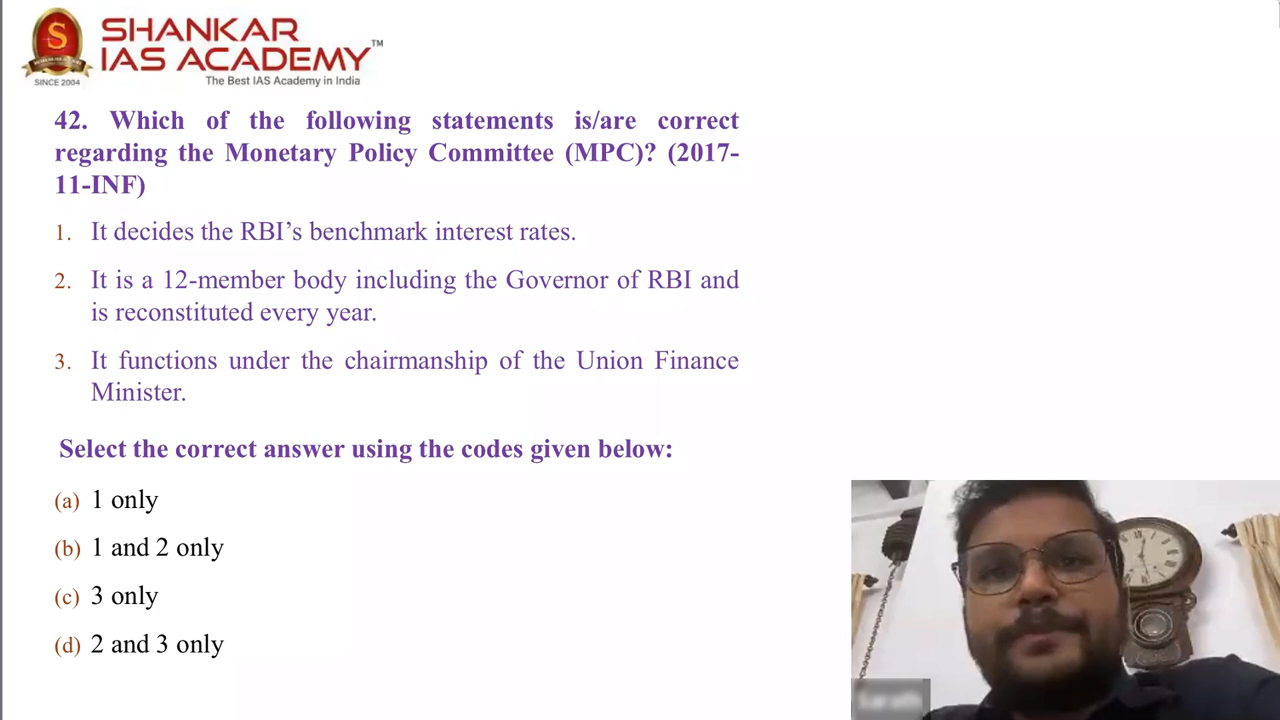 SHANKAR
IAS ACADEMY™
The Best IAS Academy in India
S
SINCE 2004
42. Which of the following statements is/are correct
regarding the Monetary Policy Committee (MPC)? (2017-
11-INF)
1. It decides the RBI’s benchmark interest rates.
2. It is a 12-member body including the Governor of RBI and
is reconstituted every year.
3. It functions under the chairmanship of the Union Finance
Minister.
Select the correct answer using the codes given below:
(a) 1 only
(b) 1 and 2 only
(c) 3 only
(d) 2 and 3 only